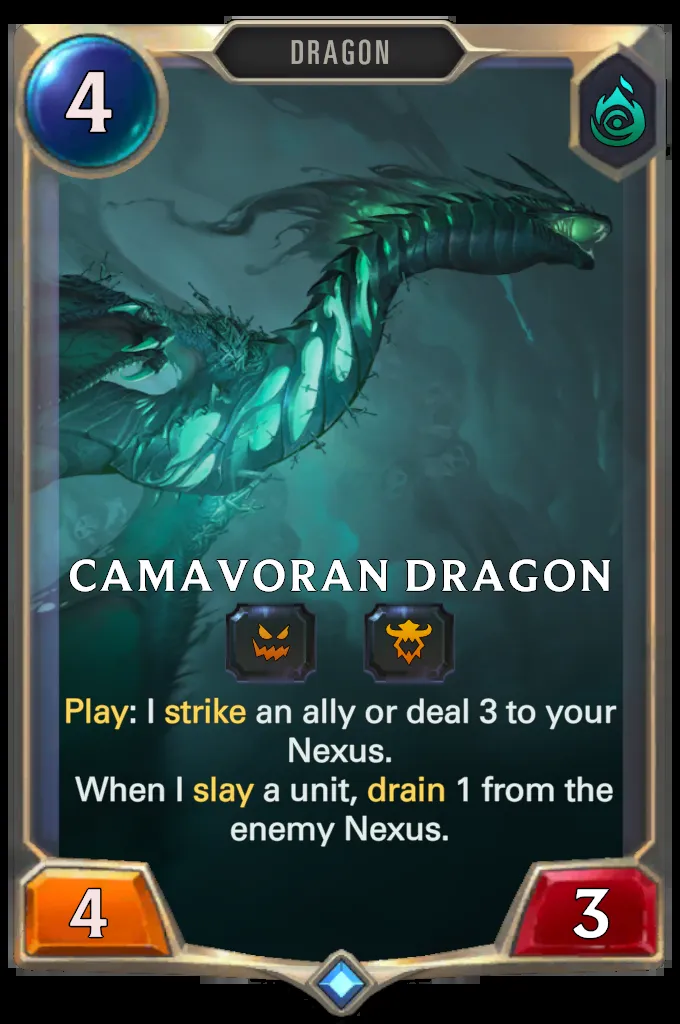 DRAGON
4
CAMAVORAN DRAGON
Play: I strike an ally or deal 3 to your
Nexus.
When I slay a unit, drain 1 from the
enemy Nexus.
4
3